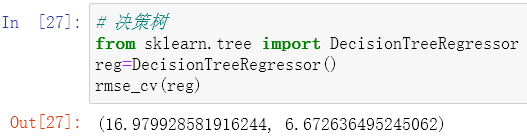 In [27]: # 决策树
from sklearn.tree import DecisionTreeRegressor
reg=DecisionTreeRegressor()
rmse_cv(reg)
Out[27]: (16.979928581916244, 6.672636495245062)